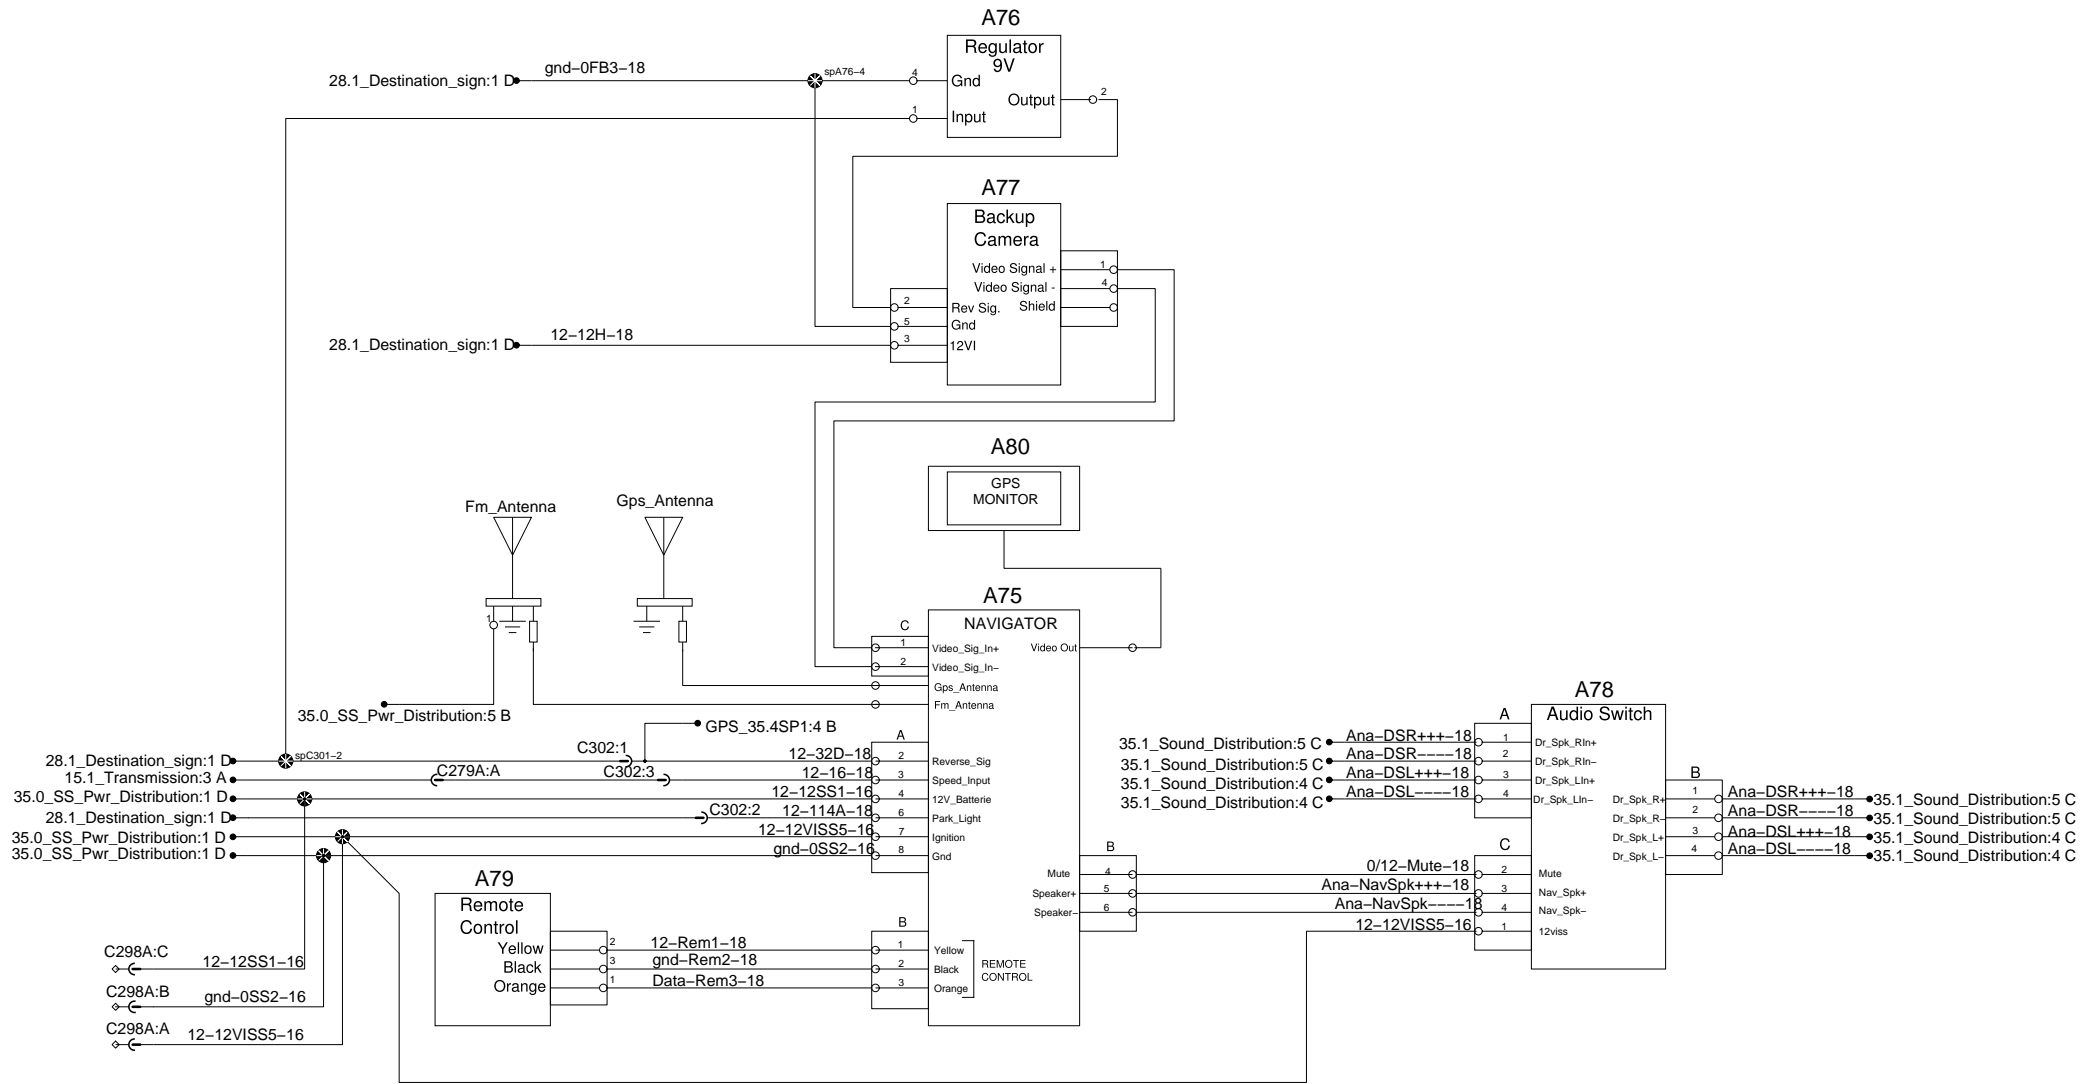 A76
Regulator
9V
28.1_Destination_sign:1 D
gnd–0FB3–18
spA76–4
4
Gnd
Output
2
1
Input
A77
Backup
Camera
Video Signal +
1
Video Signal -
4
Shield
2
Rev Sig.
5
Gnd
28.1_Destination_sign:1 D
12–12H–18
3
12VI
A80
GPS
MONITOR
Fm_Antenna
Gps_Antenna
1
35.0_SS_Pwr_Distribution:5 B
A75
NAVIGATOR
C
1
Video_Sig_In+
Video Out
2
Video_Sig_In–
Gps_Antenna
Fm_Antenna
GPS_35.4SP1:4 B
A
28.1_Destination_sign:1 D
spC301–2
C302:1
12–32D–18
2
Reverse_Sig
15.1_Transmission:3 A
C279A:A
C302:3
12–16–18
3
Speed_Input
35.0_SS_Pwr_Distribution:1 D
12–12SS1–16
4
12V_Batterie
28.1_Destination_sign:1 D
C302:2
12–114A–18
6
Park_Light
35.0_SS_Pwr_Distribution:1 D
12–12VISS5–16
7
Ignition
35.0_SS_Pwr_Distribution:1 D
gnd–0SS2–16
8
Gnd
B
Mute
4
Speaker+
5
Speaker–
6
A79
Remote
Control
Yellow
2
12–Rem1–18
Black
3
gnd–Rem2–18
Orange
1
Data–Rem3–18
B
1
Yellow
2
Black
3
Orange
REMOTE
CONTROL
C298A:C
12–12SS1–16
C298A:B
gnd–0SS2–16
C298A:A
12–12VISS5–16
A78
Audio Switch
A
35.1_Sound_Distribution:5 C
Ana–DSR+++–18
1
Dr_Spk_RIn+
35.1_Sound_Distribution:5 C
Ana–DSR––––18
2
Dr_Spk_RIn–
35.1_Sound_Distribution:4 C
Ana–DSL+++–18
3
Dr_Spk_LIn+
35.1_Sound_Distribution:4 C
Ana–DSL––––18
4
Dr_Spk_LIn–
B
Dr_Spk_R+
1
Ana–DSR+++–18
35.1_Sound_Distribution:5 C
Dr_Spk_R–
2
Ana–DSR––––18
35.1_Sound_Distribution:5 C
Dr_Spk_L+
3
Ana–DSL+++–18
35.1_Sound_Distribution:4 C
Dr_Spk_L–
4
Ana–DSL––––18
35.1_Sound_Distribution:4 C
C
0/12–Mute–18
2
Mute
Ana–NavSpk+++–18
3
Nav_Spk+
Ana–NavSpk––––18
4
Nav_Spk–
12–12VISS5–16
1
12viss